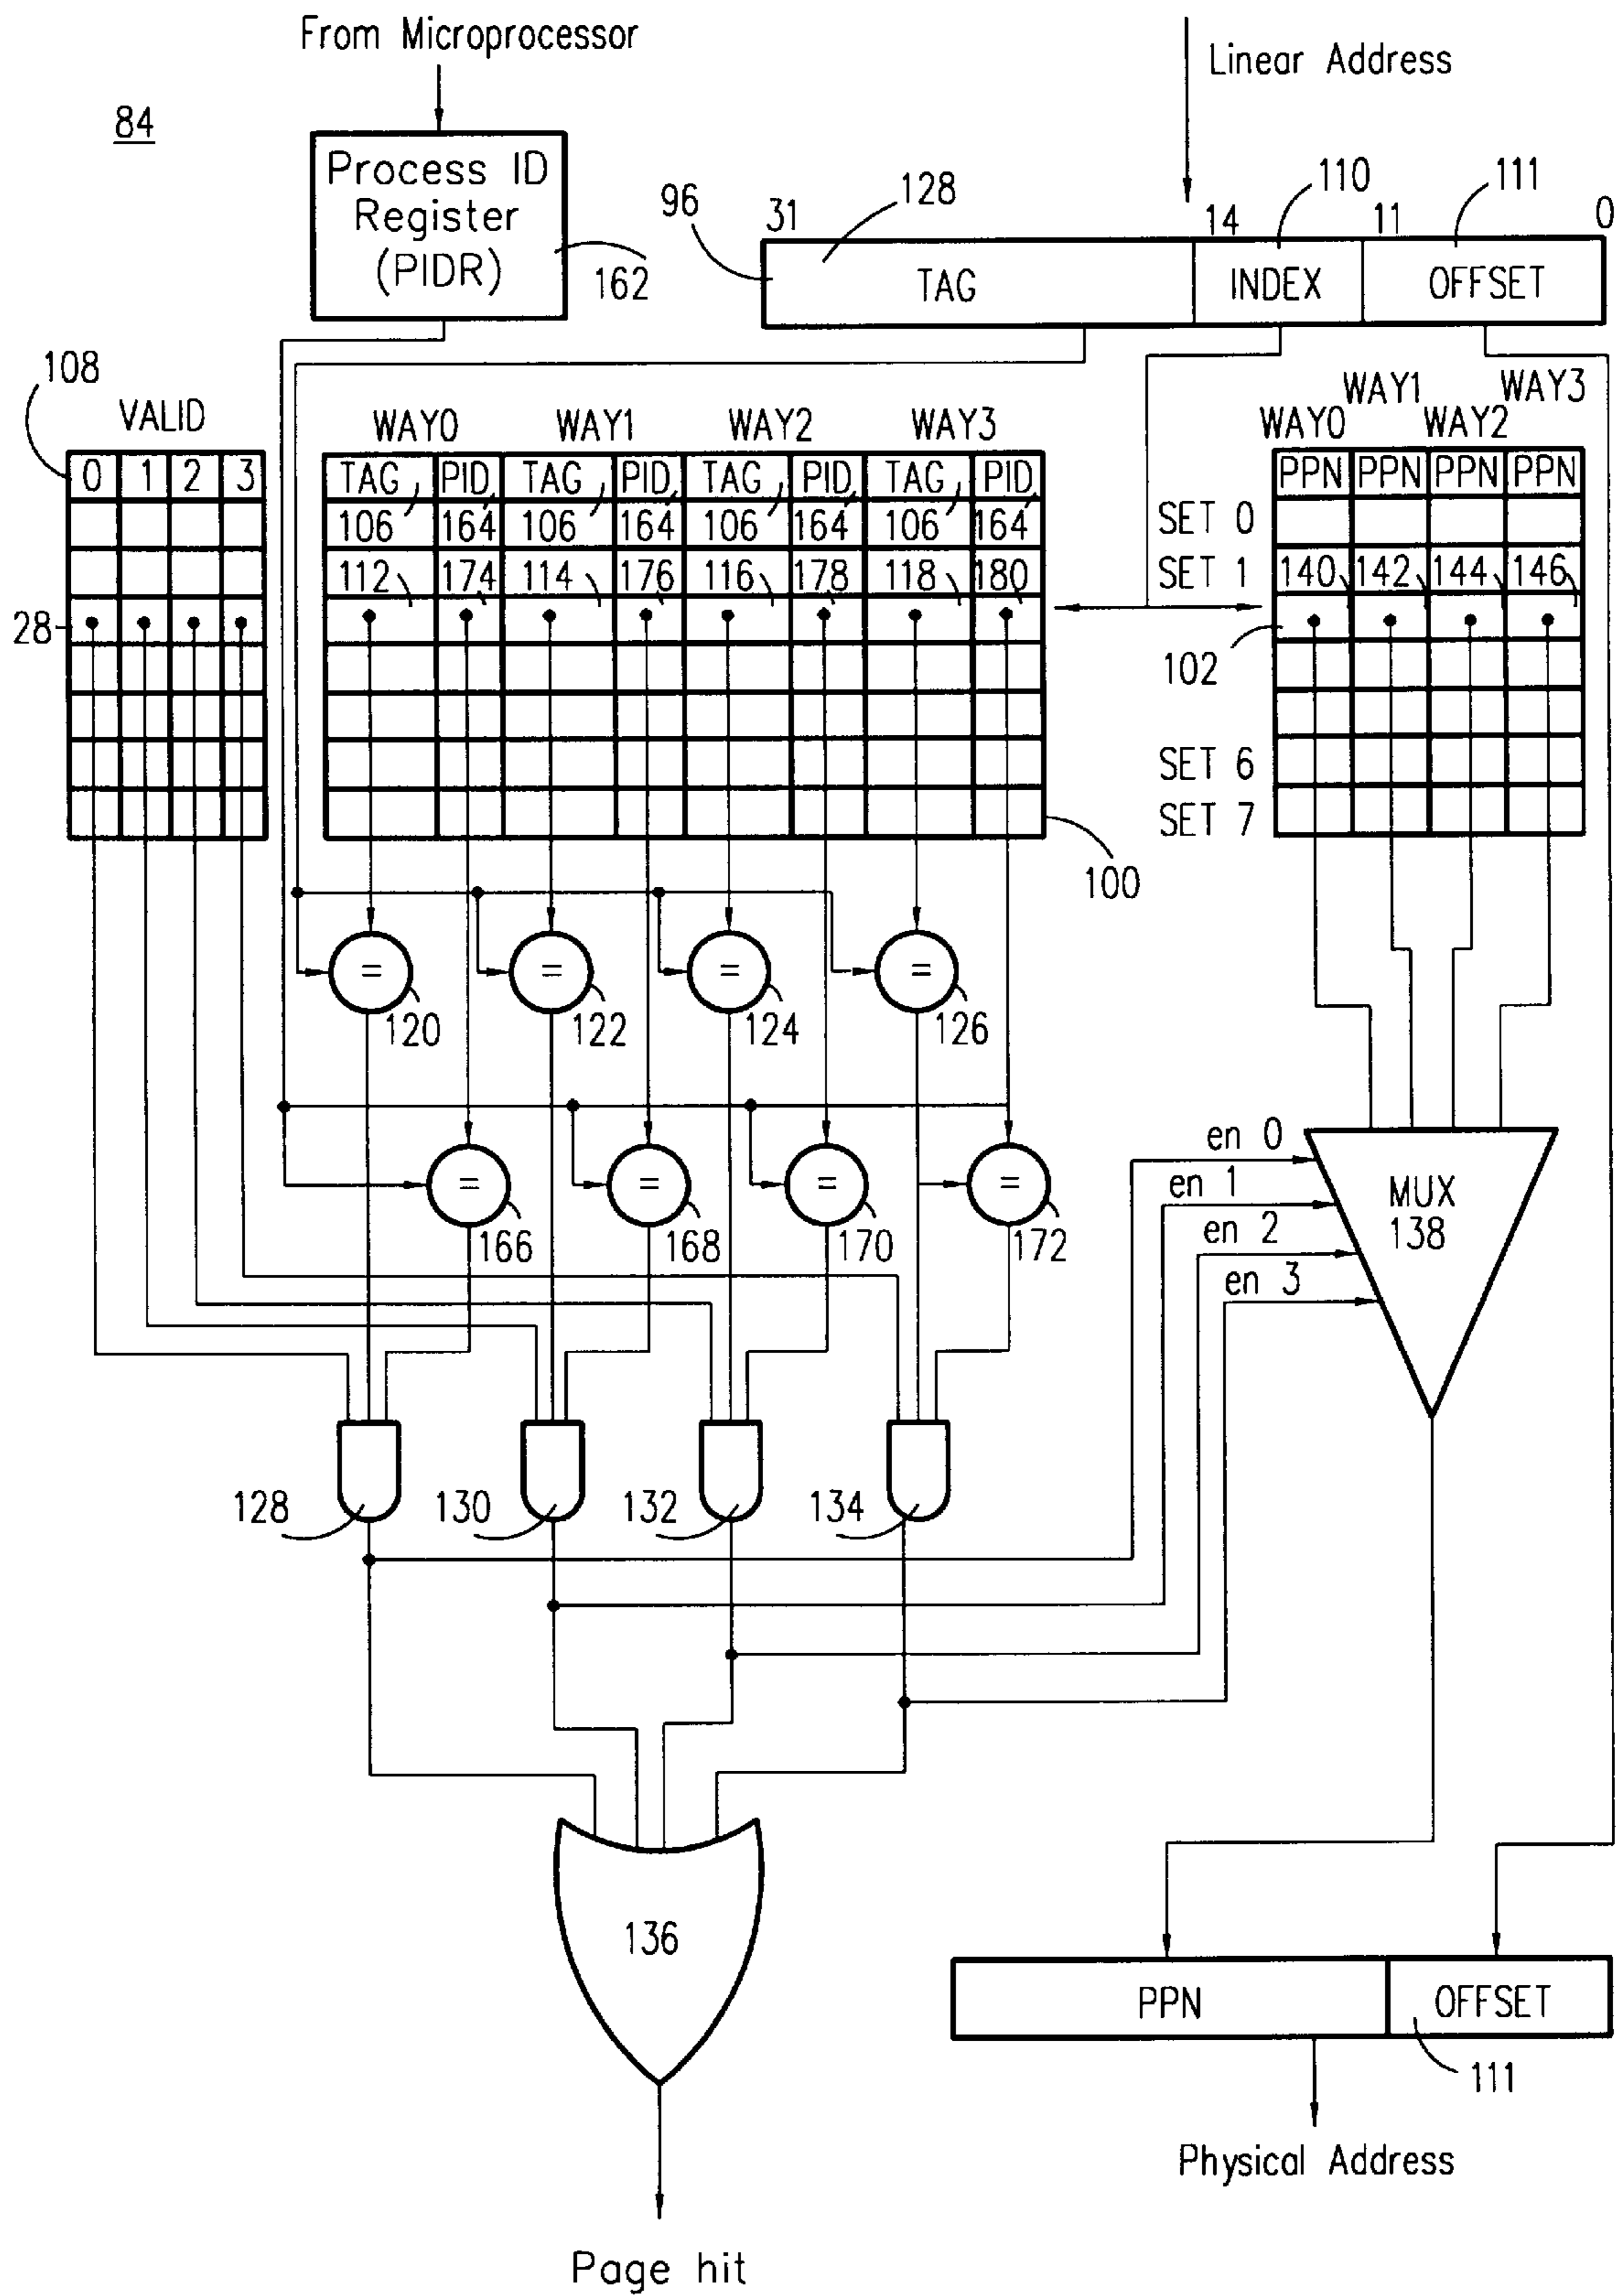 From Microprocessor
Linear Address
84
Process ID
Register
(PIDR)
162
96
31
128
14
110
11
111
0
TAG
INDEX
OFFSET
108
VALID
WAY0
WAY1
WAY2
WAY3
WAY0
WAY1
WAY2
WAY3
0 1 2 3
TAG PID TAG PID TAG PID TAG PID
PPN PPN PPN PPN
106 164 106 164 106 164 106 164
SET 0
112 174 114 176 116 178 118 180
SET 1
140 142 144 146
28
102
SET 6
SET 7
100
= = = =
120 122 124 126
= = = =
166 168 170 172
en 0
en 1
en 2
en 3
MUX
138
128 130 132 134
136
PPN
OFFSET
111
Physical Address
Page hit